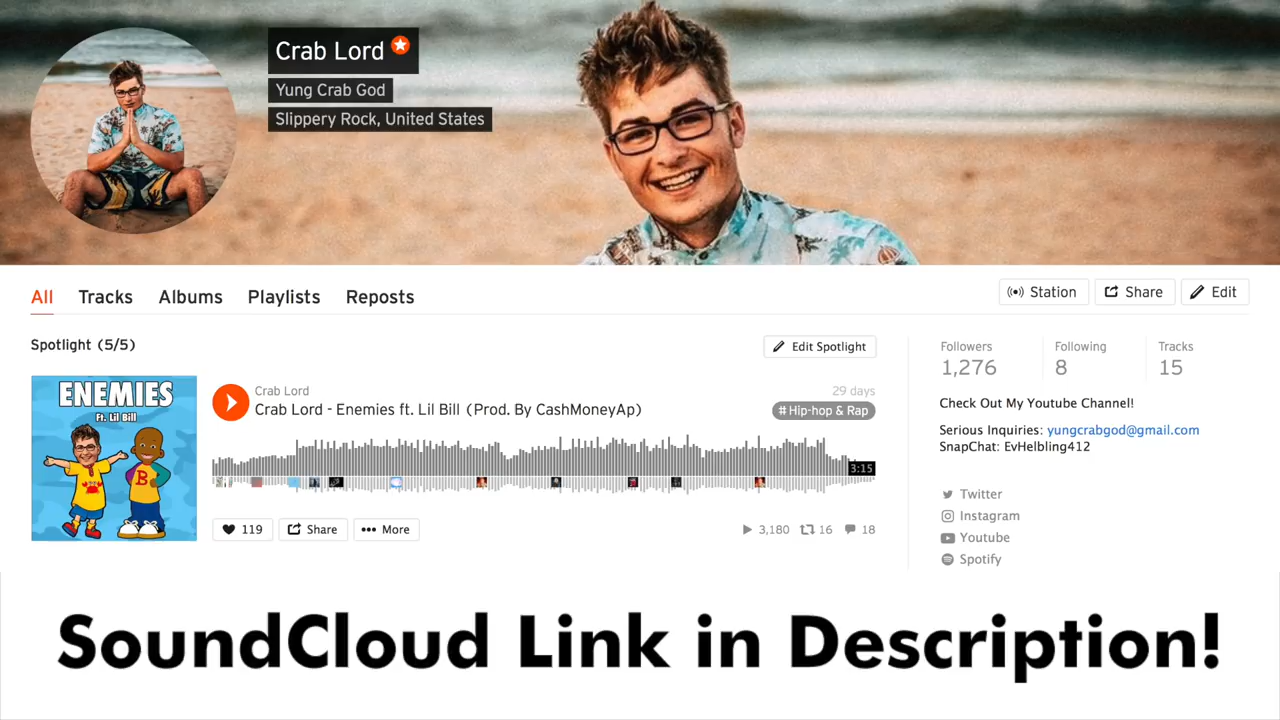 Crab Lord
Yung Crab God
Slippery Rock, United States
All Tracks Albums Playlists Reposts
Station Share Edit
Spotlight (5/5)
Edit Spotlight
ENEMIES
Ft. Lil Bill
B
Crab Lord
29 days
Crab Lord - Enemies ft. Lil Bill (Prod. By CashMoneyAp)
# Hip-hop & Rap
3:15
119 Share ••• More
3,180 16 18
Followers Following Tracks
1,276 8 15
Check Out My Youtube Channel!
Serious Inquiries: yungcrabgod@gmail.com
SnapChat: EvHelbling412
Twitter
Instagram
Youtube
Spotify
SoundCloud Link in Description!